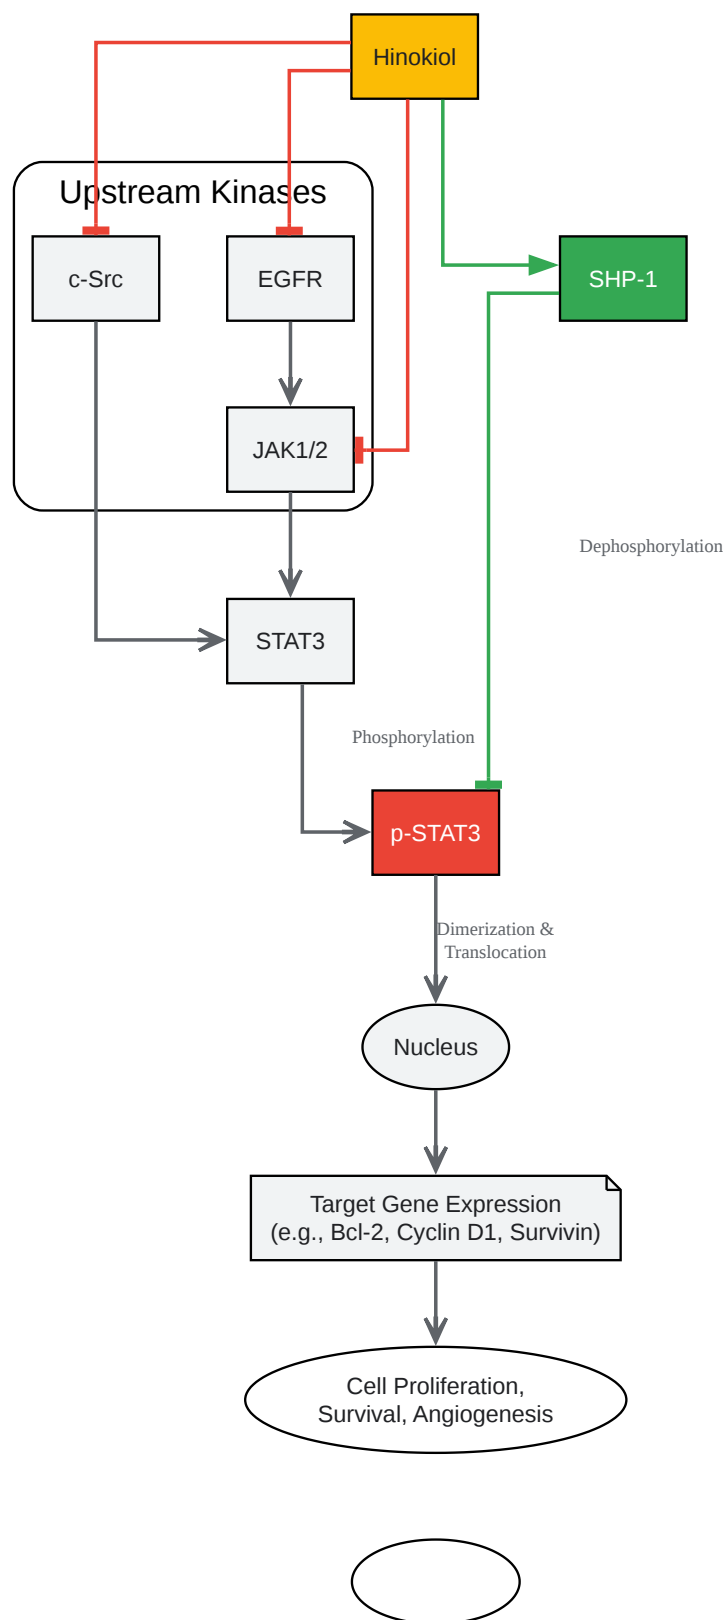 Hinokiol
Upstream Kinases
c-Src
EGFR
SHP-1
JAK1/2
Dephosphorylation
STAT3
Phosphorylation
p-STAT3
Dimerization &
Translocation
Nucleus
Target Gene Expression
(e.g., Bcl-2, Cyclin D1, Survivin)
Cell Proliferation,
Survival, Angiogenesis